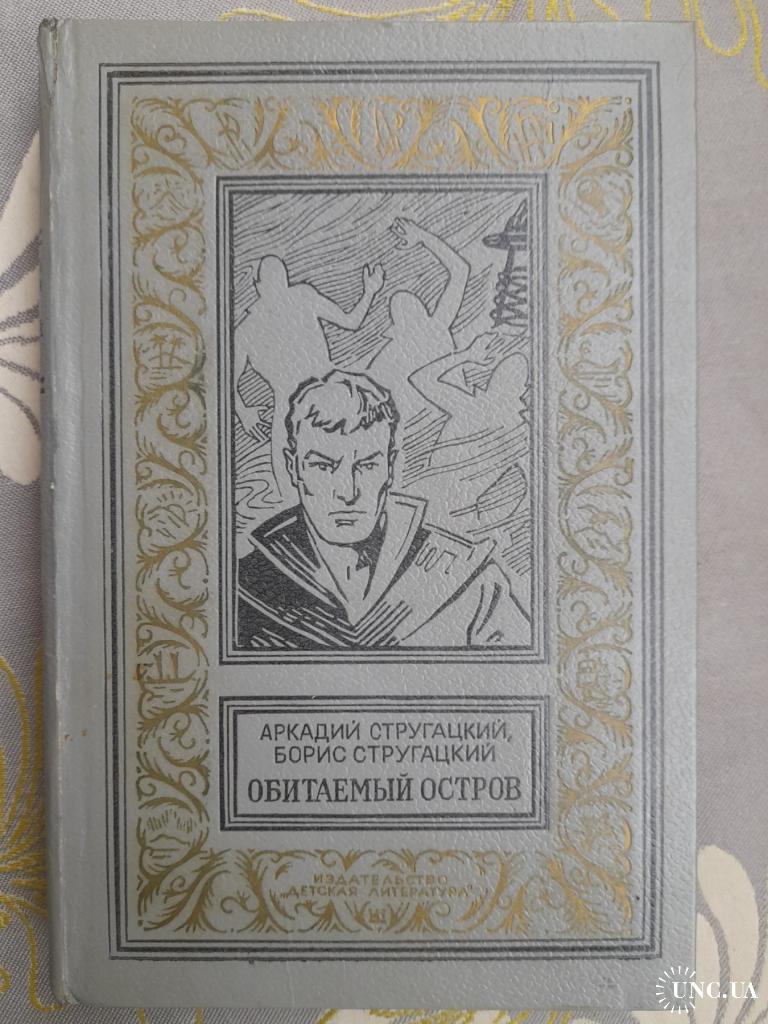 АРКАДИЙ СТРУГАЦКИЙ,
БОРИС СТРУГАЦКИЙ
ОБИТАЕМЫЙ ОСТРОВ
ИЗДАТЕЛЬСТВО
„ДЕТСКАЯ ЛИТЕРАТУРА"
UNC.UA